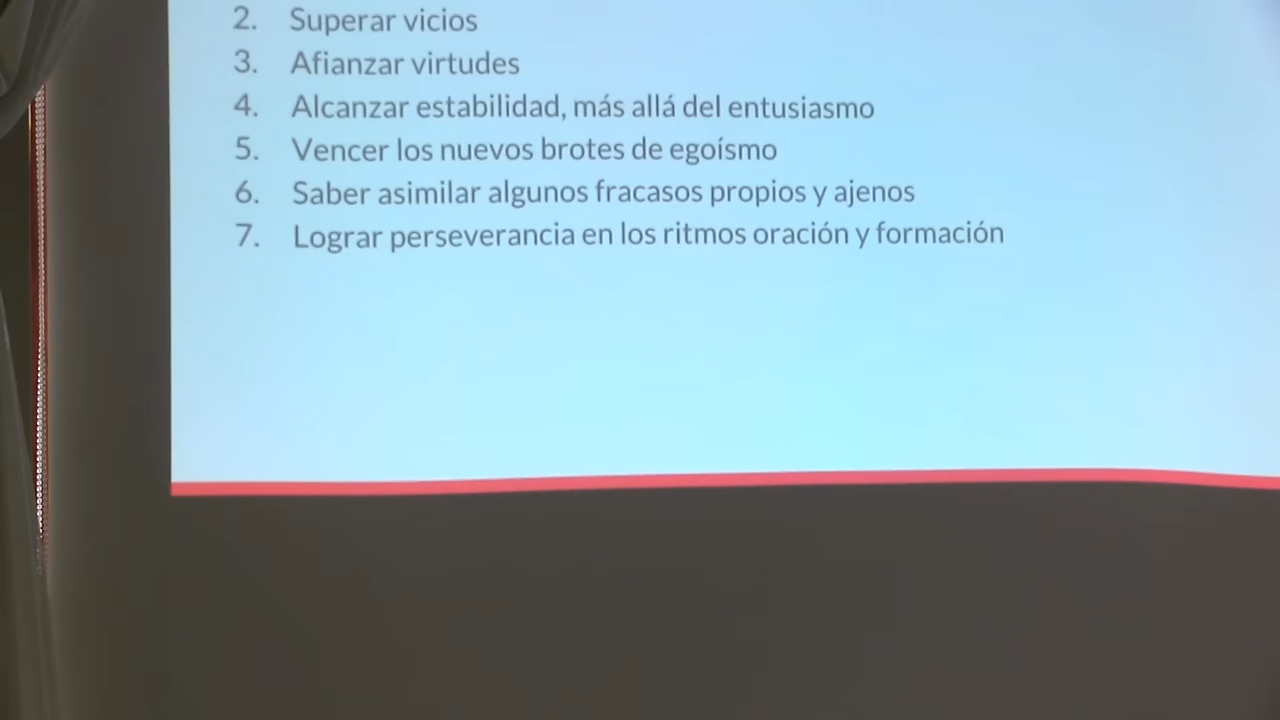 2. Superar vicios
3. Afianzar virtudes
4. Alcanzar estabilidad, más allá del entusiasmo
5. Vencer los nuevos brotes de egoísmo
6. Saber asimilar algunos fracasos propios y ajenos
7. Lograr perseverancia en los ritmos oración y formación